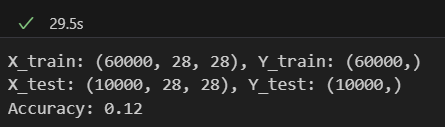 29.5s
X_train: (60000, 28, 28), Y_train: (60000,)
X_test: (10000, 28, 28), Y_test: (10000,)
Accuracy: 0.12